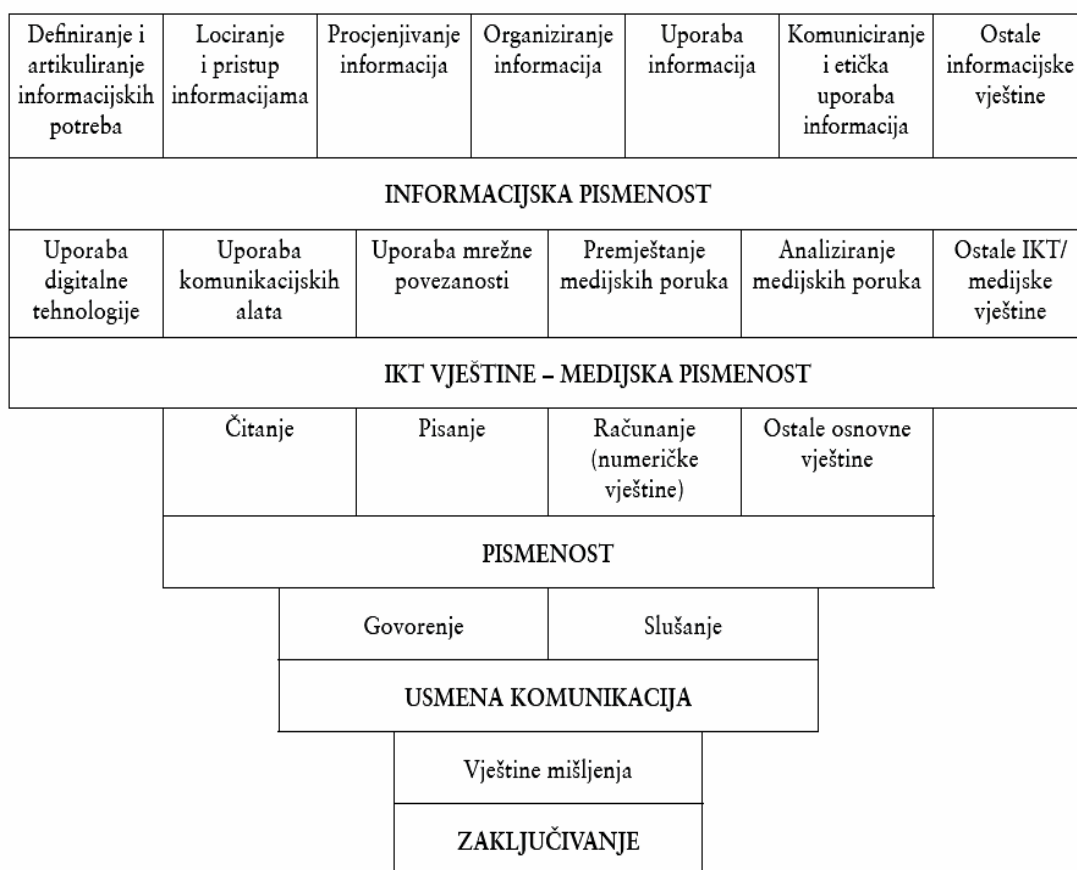 Definiranje i
artikuliranje
informacijskih
potreba
Lociranje
i pristup
informacijama
Procjenjivanje
informacija
Organiziranje
informacija
Uporaba
informacija
Komuniciranje
i etička
uporaba
informacija
Ostale
informacijske
vještine
INFORMACIJSKA PISMENOST
Uporaba
digitalne
tehnologije
Uporaba
komunikacijskih
alata
Uporaba mrežne
povezanosti
Premještanje
medijskih poruka
Analiziranje
medijskih poruka
Ostale IKT/
medijske
vještine
IKT VJEŠTINE – MEDIJSKA PISMENOST
Čitanje
Pisanje
Računanje
(numeričke
vještine)
Ostale osnovne
vještine
PISMENOST
Govorenje
Slušanje
USMENA KOMUNIKACIJA
Vještine mišljenja
ZAKLJUČIVANJE